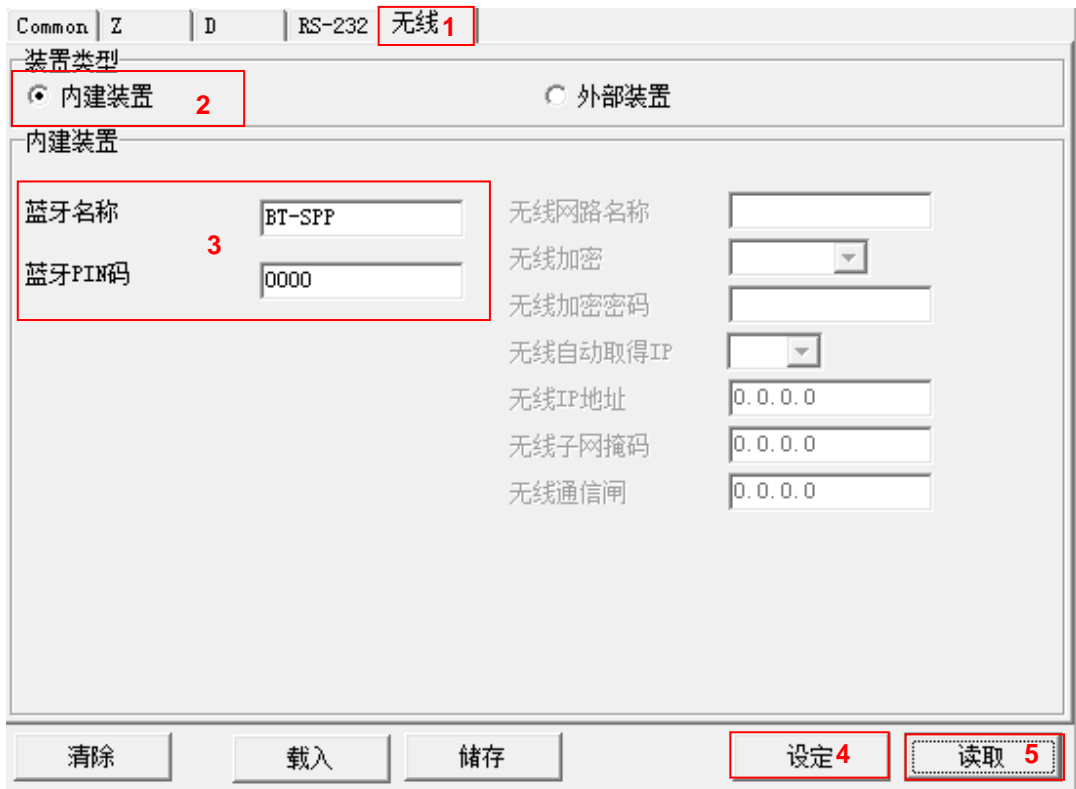 Common Z D RS-232 无线 1
装置类型
内建装置 2 外部装置
内建装置
蓝牙名称 BT-SPP 无线网路名称
3
无线加密
蓝牙PIN码 0000
无线加密密码
无线自动取得IP
无线IP地址 0.0.0.0
无线子网掩码 0.0.0.0
无线通信闸 0.0.0.0
清除 载入 储存 设定 4 读取 5